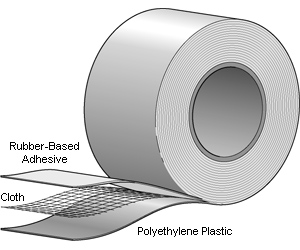 Rubber-Based
Adhesive
Cloth
Polyethylene Plastic